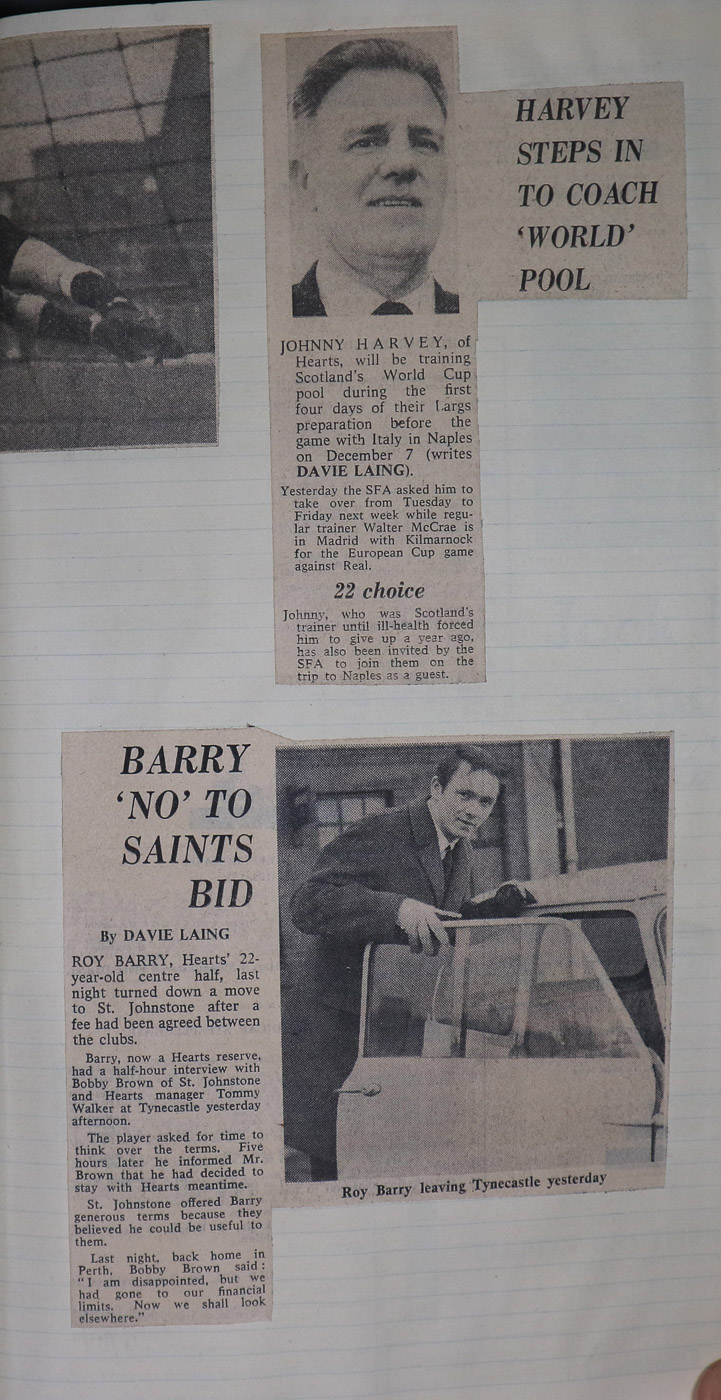 HARVEY
STEPS IN
TO COACH
‘WORLD’
POOL
JOHNNY HARVEY, of
Hearts, will be training
Scotland's World Cup
pool during the first
four days of their Largs
preparation before the
game with Italy in Naples
on December 7 (writes
DAVIE LAING).
Yesterday the SFA asked him to
take over from Tuesday to
Friday next week while regu-
lar trainer Walter McCrae is
in Madrid with Kilmarnock
for the European Cup game
against Real.
22 choice
Johnny, who was Scotland's
trainer until ill-health forced
him to give up a year ago,
has also been invited by the
SFA to join them on the
trip to Naples as a guest.
BARRY
‘NO’ TO
SAINTS
BID
By DAVIE LAING
ROY BARRY, Hearts' 22-
year-old centre half, last
night turned down a move
to St. Johnstone after a
fee had been agreed between
the clubs.
Barry, now a Hearts reserve,
had a half-hour interview with
Bobby Brown of St. Johnstone
and Hearts manager Tommy
Walker at Tynecastle yesterday
afternoon.
The player asked for time to
think over the terms. Five
hours later he informed Mr.
Brown that he had decided to
stay with Hearts meantime.
St. Johnstone offered Barry
generous terms because they
believed he could be useful to
them.
Last night, back home in
Perth, Bobby Brown said:
“I am disappointed, but we
had gone to our financial
limits. Now we shall look
elsewhere.”
Roy Barry leaving Tynecastle yesterday